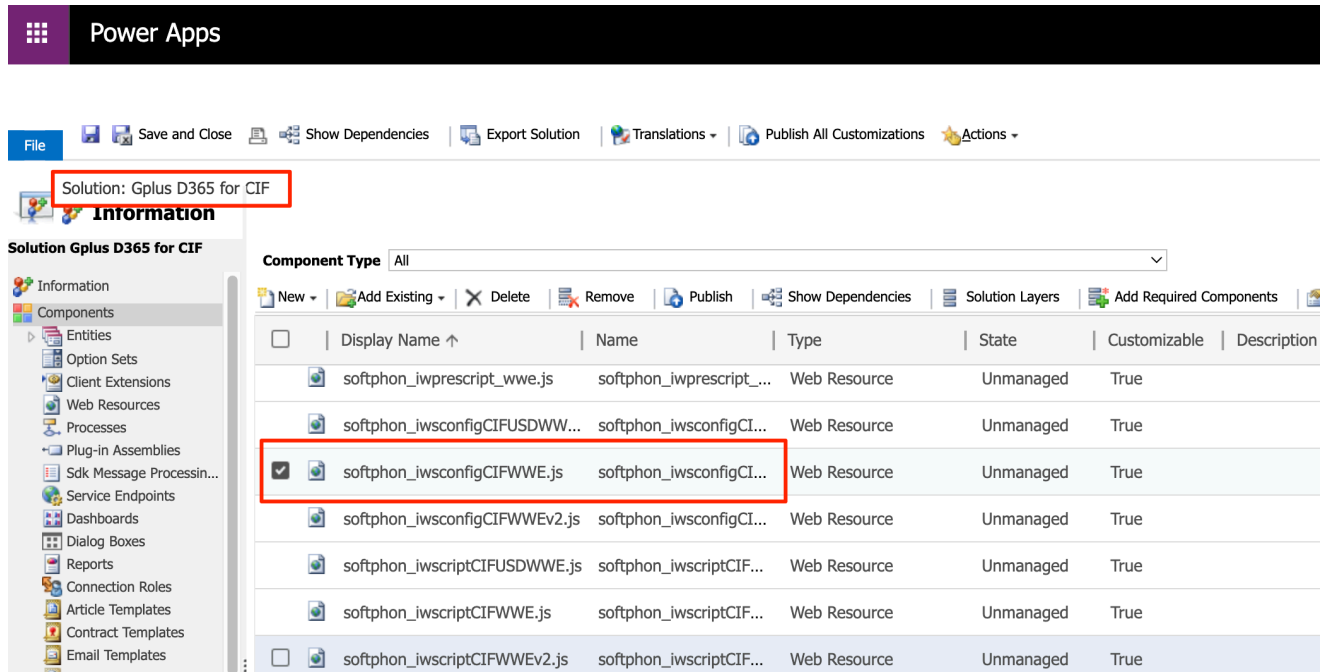 Power Apps
File Save and Close Show Dependencies Export Solution Translations Publish All Customizations Actions
Solution: Gplus D365 for CIF
Information
Solution Gplus D365 for CIF
Component Type All
Information
Components
Entities
Option Sets
Client Extensions
Web Resources
Processes
Plug-in Assemblies
Sdk Message Processin...
Service Endpoints
Dashboards
Dialog Boxes
Reports
Connection Roles
Article Templates
Contract Templates
Email Templates
New Add Existing Delete Remove Publish Show Dependencies Solution Layers Add Required Components
Display Name Name Type State Customizable Description
softphon_iwprescript_wwe.js softphon_iwprescript_... Web Resource Unmanaged True
softphon_iwsconfigCIFUSDWW... softphon_iwsconfigCI... Web Resource Unmanaged True
softphon_iwsconfigCIFWWE.js softphon_iwsconfigCI... Web Resource Unmanaged True
softphon_iwsconfigCIFWWEv2.js softphon_iwsconfigCI... Web Resource Unmanaged True
softphon_iwscriptCIFUSDWWE.js softphon_iwscriptCIF... Web Resource Unmanaged True
softphon_iwscriptCIFWWE.js softphon_iwscriptCIF... Web Resource Unmanaged True
softphon_iwscriptCIFWWEv2.js softphon_iwscriptCIF... Web Resource Unmanaged True